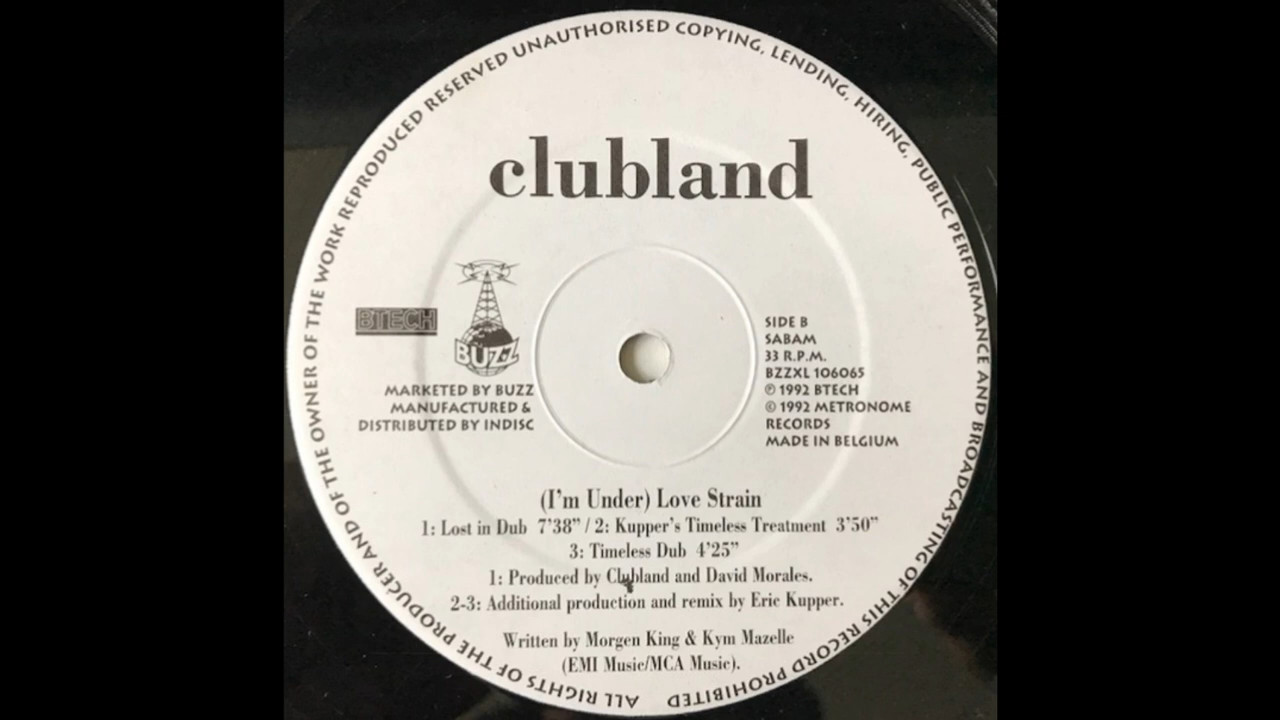 ALL RIGHTS OF THE PRODUCER AND OF THE OWNER OF THE WORK REPRODUCED RESERVED UNAUTHORISED COPYING, LENDING, HIRING, PUBLIC PERFORMANCE AND BROADCASTING OF THIS RECORD PROHIBITED
clubland
BTECH
BUZZ
MARKETED BY BUZZ
MANUFACTURED &
DISTRIBUTED BY INDISC
SIDE B
SABAM
33 R.P.M.
BZZXL 106065
℗ 1992 BTECH
© 1992 METRONOME
RECORDS
MADE IN BELGIUM
(I'm Under) Love Strain
1: Lost in Dub 7'38" / 2: Kupper's Timeless Treatment 3'50"
3: Timeless Dub 4'25"
1: Produced by Clubland and David Morales.
2-3: Additional production and remix by Eric Kupper.
Written by Morgen King & Kym Mazelle
(EMI Music/MCA Music).